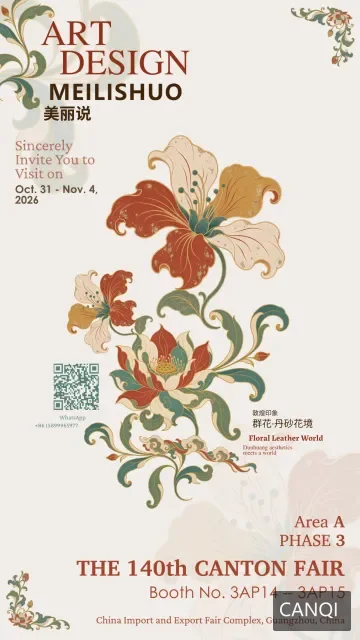 ART
DESIGN
MEILISHUO
美丽说
Sincerely
Invite You to
Visit on
Oct. 31 - Nov. 4,
2026
WhatsApp
敦煌印象
群花·丹砂花境
Floral Leather World
Dunhuang aesthetics
meets a world
Area A
PHASE 3
THE 140th CANTON FAIR
Booth No. 3AP14 – 3AP15
CANQI
China Import and Export Fair Complex, Guangzhou, China